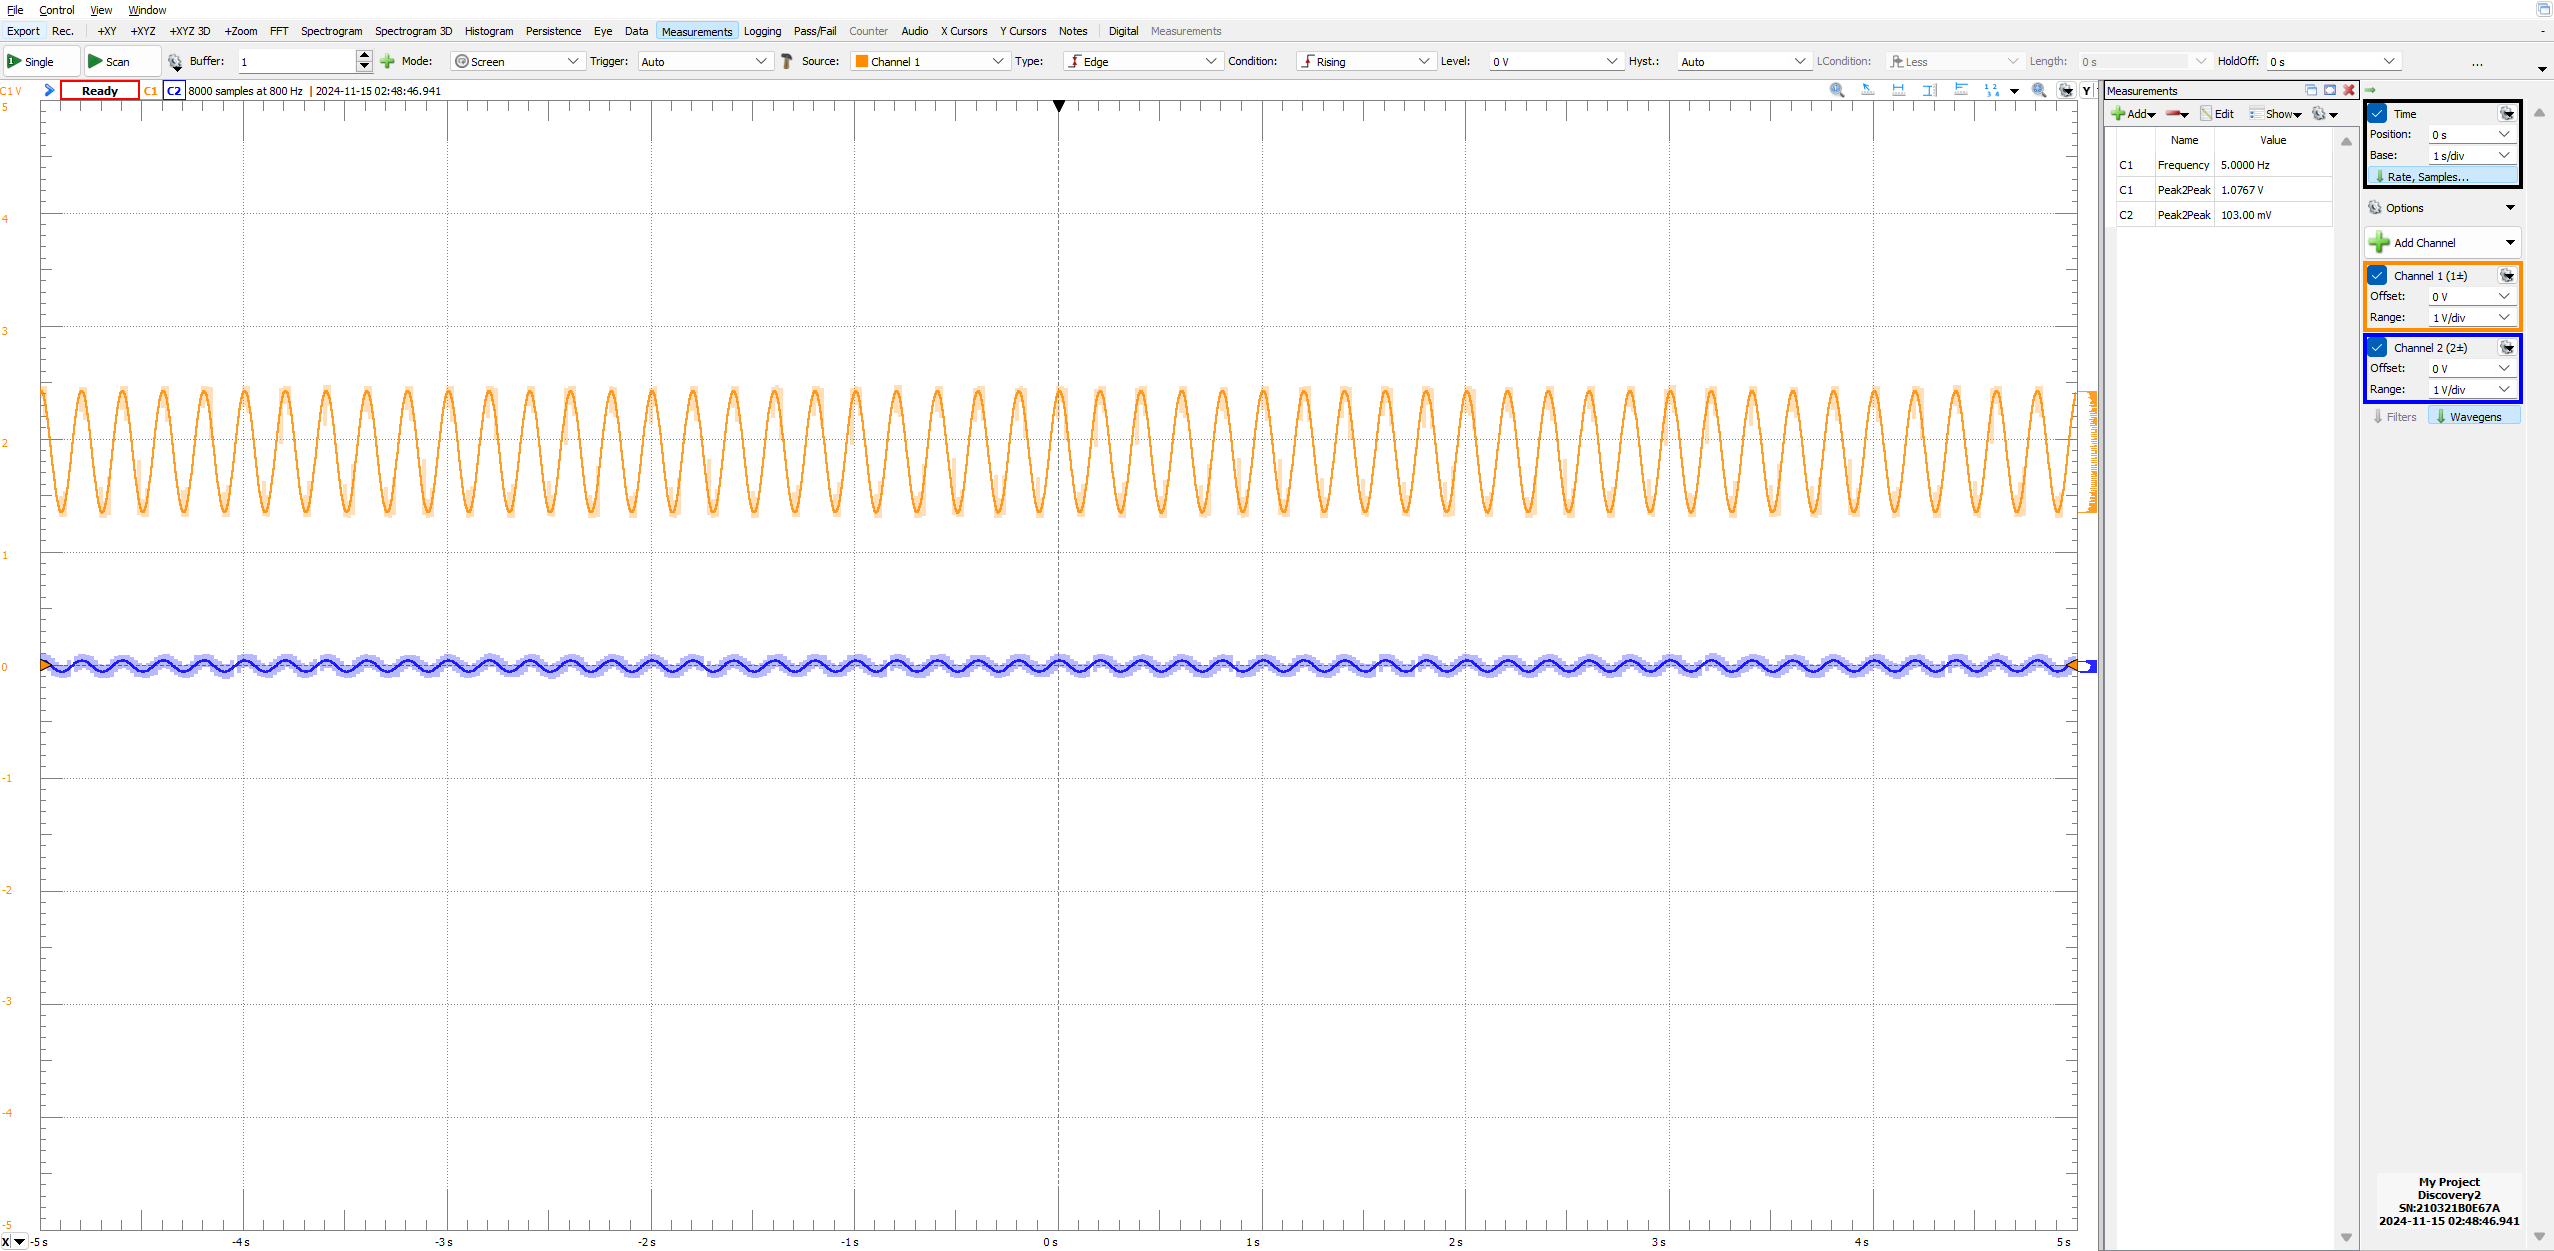 File Control View Window
Export Rec. +XY +XYZ +XYZ 3D +Zoom FFT Spectrogram Spectrogram 3D Histogram Persistence Eye Data Measurements Logging Pass/Fail Counter Audio X Cursors Y Cursors Notes Digital Measurements
Single Scan Buffer: 1 Mode: Screen Trigger: Auto Source: Channel 1 Type: Edge Condition: Rising Level: 0 V Hyst.: Auto LCondition: Less Length: 0 s HoldOff: 0 s ...
C1 V Ready C1 C2 8000 samples at 800 Hz | 2024-11-15 02:48:46.941 Y
5
4
3
2
1
0
-1
-2
-3
-4
-5
X -5 s -4 s -3 s -2 s -1 s 0 s 1 s 2 s 3 s 4 s 5 s
Measurements
Add Edit Show
Name Value
C1 Frequency 5.0000 Hz
C1 Peak2Peak 1.0767 V
C2 Peak2Peak 103.00 mV
Time
Position: 0 s
Base: 1 s/div
Rate, Samples...
Options
Add Channel
Channel 1 (1±)
Offset: 0 V
Range: 1 V/div
Channel 2 (2±)
Offset: 0 V
Range: 1 V/div
Filters Wavegens
My Project
Discovery2
SN:210321B0E67A
2024-11-15 02:48:46.941